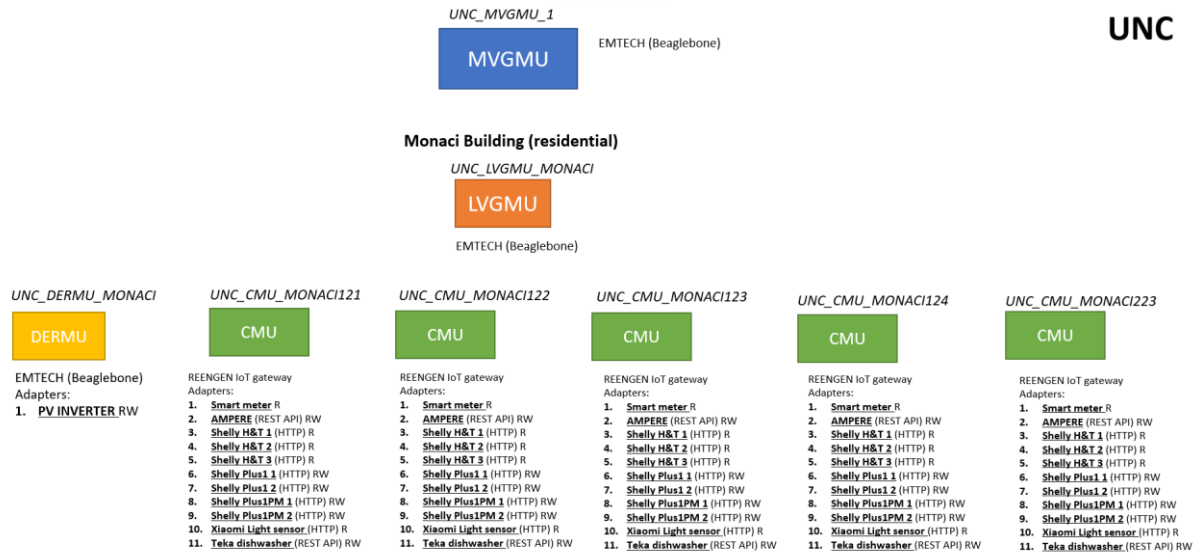 UNC_MVGMU_1
UNC
MVGMU
EMTECH (Beaglebone)
Monaci Building (residential)
UNC_LVGMU_MONACI
LVGMU
EMTECH (Beaglebone)
UNC_DERMU_MONACI
DERMU
EMTECH (Beaglebone)
Adapters:
1. PV INVERTER RW
UNC_CMU_MONACI121
CMU
REENGEN IoT gateway
Adapters:
1. Smart meter R
2. AMPERE (REST API) RW
3. Shelly H&T 1 (HTTP) R
4. Shelly H&T 2 (HTTP) R
5. Shelly H&T 3 (HTTP) R
6. Shelly Plus1 1 (HTTP) RW
7. Shelly Plus1 2 (HTTP) RW
8. Shelly Plus1PM 1 (HTTP) RW
9. Shelly Plus1PM 2 (HTTP) RW
10. Xiaomi Light sensor (HTTP) R
11. Teka dishwasher (REST API) RW
UNC_CMU_MONACI122
CMU
REENGEN IoT gateway
Adapters:
1. Smart meter R
2. AMPERE (REST API) RW
3. Shelly H&T 1 (HTTP) R
4. Shelly H&T 2 (HTTP) R
5. Shelly H&T 3 (HTTP) R
6. Shelly Plus1 1 (HTTP) RW
7. Shelly Plus1 2 (HTTP) RW
8. Shelly Plus1PM 1 (HTTP) RW
9. Shelly Plus1PM 2 (HTTP) RW
10. Xiaomi Light sensor (HTTP) R
11. Teka dishwasher (REST API) RW
UNC_CMU_MONACI123
CMU
REENGEN IoT gateway
Adapters:
1. Smart meter R
2. AMPERE (REST API) RW
3. Shelly H&T 1 (HTTP) R
4. Shelly H&T 2 (HTTP) R
5. Shelly H&T 3 (HTTP) R
6. Shelly Plus1 1 (HTTP) RW
7. Shelly Plus1 2 (HTTP) RW
8. Shelly Plus1PM 1 (HTTP) RW
9. Shelly Plus1PM 2 (HTTP) RW
10. Xiaomi Light sensor (HTTP) R
11. Teka dishwasher (REST API) RW
UNC_CMU_MONACI124
CMU
REENGEN IoT gateway
Adapters:
1. Smart meter R
2. AMPERE (REST API) RW
3. Shelly H&T 1 (HTTP) R
4. Shelly H&T 2 (HTTP) R
5. Shelly H&T 3 (HTTP) R
6. Shelly Plus1 1 (HTTP) RW
7. Shelly Plus1 2 (HTTP) RW
8. Shelly Plus1PM 1 (HTTP) RW
9. Shelly Plus1PM 2 (HTTP) RW
10. Xiaomi Light sensor (HTTP) R
11. Teka dishwasher (REST API) RW
UNC_CMU_MONACI223
CMU
REENGEN IoT gateway
Adapters:
1. Smart meter R
2. AMPERE (REST API) RW
3. Shelly H&T 1 (HTTP) R
4. Shelly H&T 2 (HTTP) R
5. Shelly H&T 3 (HTTP) R
6. Shelly Plus1 1 (HTTP) RW
7. Shelly Plus1 2 (HTTP) RW
8. Shelly Plus1PM 1 (HTTP) RW
9. Shelly Plus1PM 2 (HTTP) RW
10. Xiaomi Light sensor (HTTP) R
11. Teka dishwasher (REST API) RW